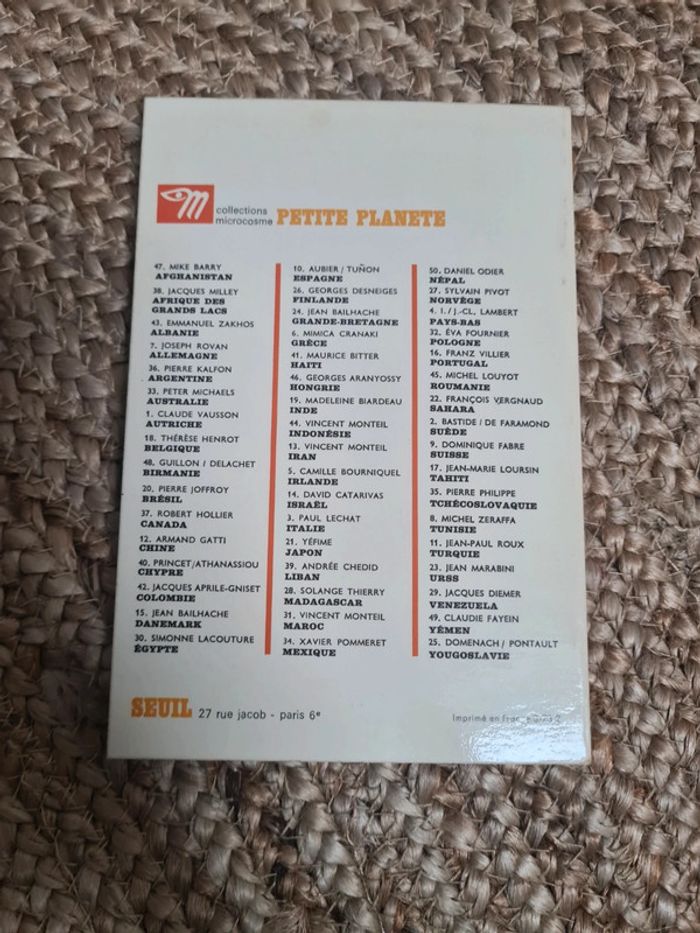 M
collections
microcosme PETITE PLANETE
47. MIKE BARRY
AFGHANISTAN
38. JACQUES MILLEY
AFRIQUE DES
GRANDS LACS
43. EMMANUEL ZAKHOS
ALBANIE
7. JOSEPH ROVAN
ALLEMAGNE
36. PIERRE KALFON
ARGENTINE
33. PETER MICHAELS
AUSTRALIE
1. CLAUDE VAUSSON
AUTRICHE
18. THÉRÈSE HENROT
BELGIQUE
48. GUILLON / DELACHET
BIRMANIE
20. PIERRE JOFFROY
BRÉSIL
37. ROBERT HOLLIER
CANADA
12. ARMAND GATTI
CHINE
40. PRINCET/ATHANASSIOU
CHYPRE
42. JACQUES APRILE-GNISET
COLOMBIE
15. JEAN BAILHACHE
DANEMARK
30. SIMONNE LACOUTURE
ÉGYPTE
10. AUBIER / TUÑON
ESPAGNE
26. GEORGES DESNEIGES
FINLANDE
24. JEAN BAILHACHE
GRANDE-BRETAGNE
6. MIMICA CRANAKI
GRÈCE
41. MAURICE BITTER
HAITI
46. GEORGES ARANYOSSY
HONGRIE
19. MADELEINE BIARDEAU
INDE
44. VINCENT MONTEIL
INDONÉSIE
13. VINCENT MONTEIL
IRAN
5. CAMILLE BOURNIQUEL
IRLANDE
14. DAVID CATARIVAS
ISRAËL
3. PAUL LECHAT
ITALIE
21. YÉFIME
JAPON
39. ANDRÉE CHEDID
LIBAN
28. SOLANGE THIERRY
MADAGASCAR
31. VINCENT MONTEIL
MAROC
34. XAVIER POMMERET
MEXIQUE
50. DANIEL ODIER
NÉPAL
27. SYLVAIN PIVOT
NORVÈGE
4. I. / J.-CL. LAMBERT
PAYS-BAS
32. ÉVA FOURNIER
POLOGNE
16. FRANZ VILLIER
PORTUGAL
45. MICHEL LOUYOT
ROUMANIE
22. FRANÇOIS VERGNAUD
SAHARA
2. BASTIDE / DE FARAMOND
SUÈDE
9. DOMINIQUE FABRE
SUISSE
17. JEAN-MARIE LOURSIN
TAHITI
35. PIERRE PHILIPPE
TCHÉCOSLOVAQUIE
8. MICHEL ZERAFFA
TUNISIE
11. JEAN-PAUL ROUX
TURQUIE
23. JEAN MARABINI
URSS
29. JACQUES DIEMER
VENEZUELA
49. CLAUDIE FAYEIN
YÉMEN
25. DOMENACH / PONTAULT
YOUGOSLAVIE
SEUIL 27 rue jacob - paris 6e
Imprimé en